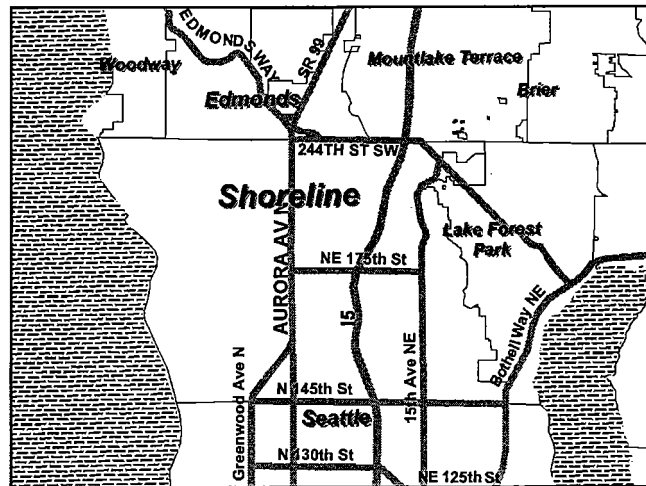 EDMONDS WAY
SR 99
Woodway
Mountlake Terrace
Brier
Edmonds
244TH ST SW
Shoreline
Lake Forest
Park
AURORA AV N
NE 175th St
I5
Bothell Way NE
15th Ave NE
Greenwood Ave N
N 145th St
Seattle
N 130th St
NE 125th St